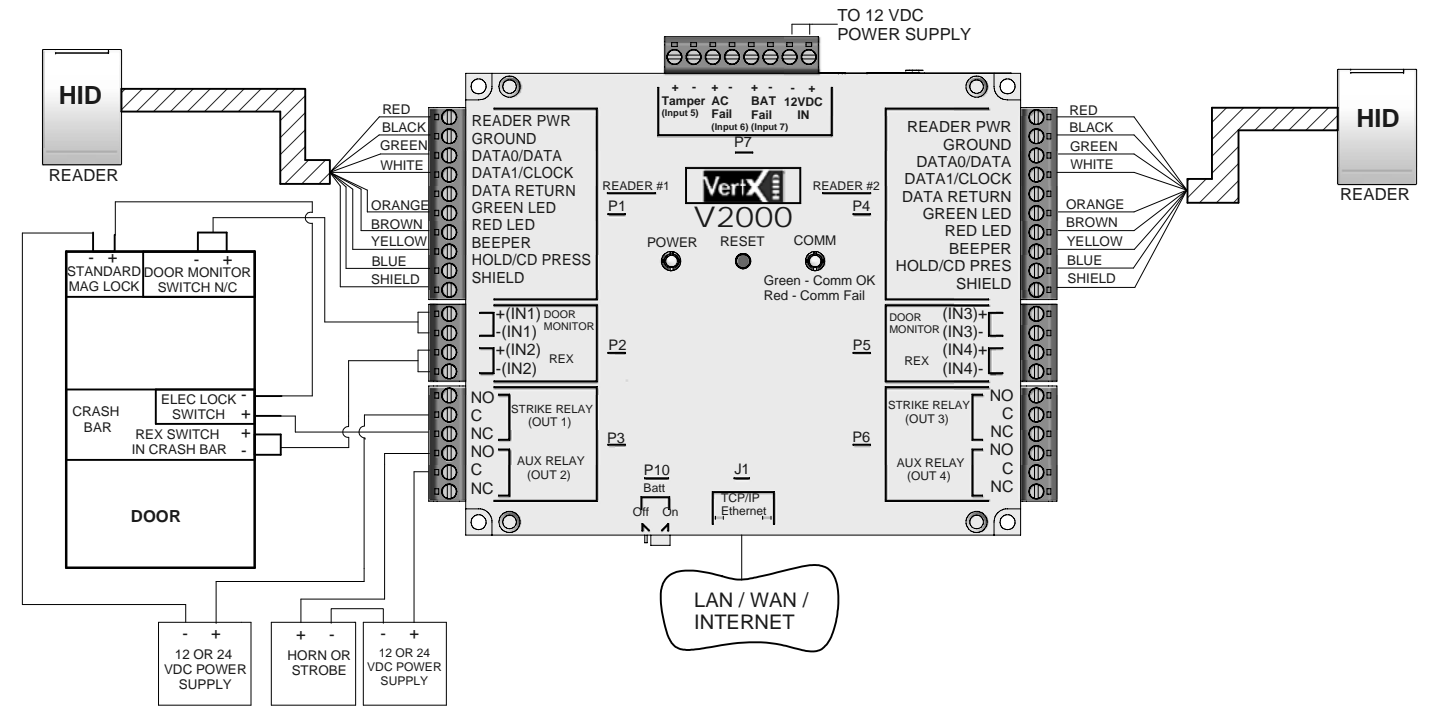 TO 12 VDC
POWER SUPPLY
+ - + - + - - +
Tamper AC BAT 12VDC
(Input 5) Fail Fail IN
(Input 6) (Input 7)
P7
HID
READER
RED
BLACK
GREEN
WHITE
ORANGE
BROWN
YELLOW
BLUE
SHIELD
READER PWR
GROUND
DATA0/DATA
DATA1/CLOCK
DATA RETURN
GREEN LED
RED LED
BEEPER
HOLD/CD PRESS
SHIELD
READER #1
P1
VertX
V2000
READER #2
P4
POWER
RESET
COMM
Green - Comm OK
Red - Comm Fail
READER PWR
GROUND
DATA0/DATA
DATA1/CLOCK
DATA RETURN
GREEN LED
RED LED
BEEPER
HOLD/CD PRES
SHIELD
RED
BLACK
GREEN
WHITE
ORANGE
BROWN
YELLOW
BLUE
SHIELD
HID
READER
- +
STANDARD
MAG LOCK
- +
DOOR MONITOR
SWITCH N/C
CRASH
BAR
ELEC LOCK -
SWITCH +
REX SWITCH +
IN CRASH BAR -
DOOR
+(IN1) DOOR
-(IN1) MONITOR
+(IN2) REX
-(IN2)
P2
NO
C
NC
STRIKE RELAY
(OUT 1)
P3
NO
C
NC
AUX RELAY
(OUT 2)
DOOR
MONITOR
(IN3)+
(IN3)-
REX
(IN4)+
(IN4)-
P5
STRIKE RELAY
(OUT 3)
NO
C
NC
P6
AUX RELAY
(OUT 4)
NO
C
NC
P10
Batt
Off On
J1
TCP/IP
Ethernet
LAN / WAN /
INTERNET
- +
12 OR 24
VDC POWER
SUPPLY
+ -
HORN OR
STROBE
- +
12 OR 24
VDC POWER
SUPPLY